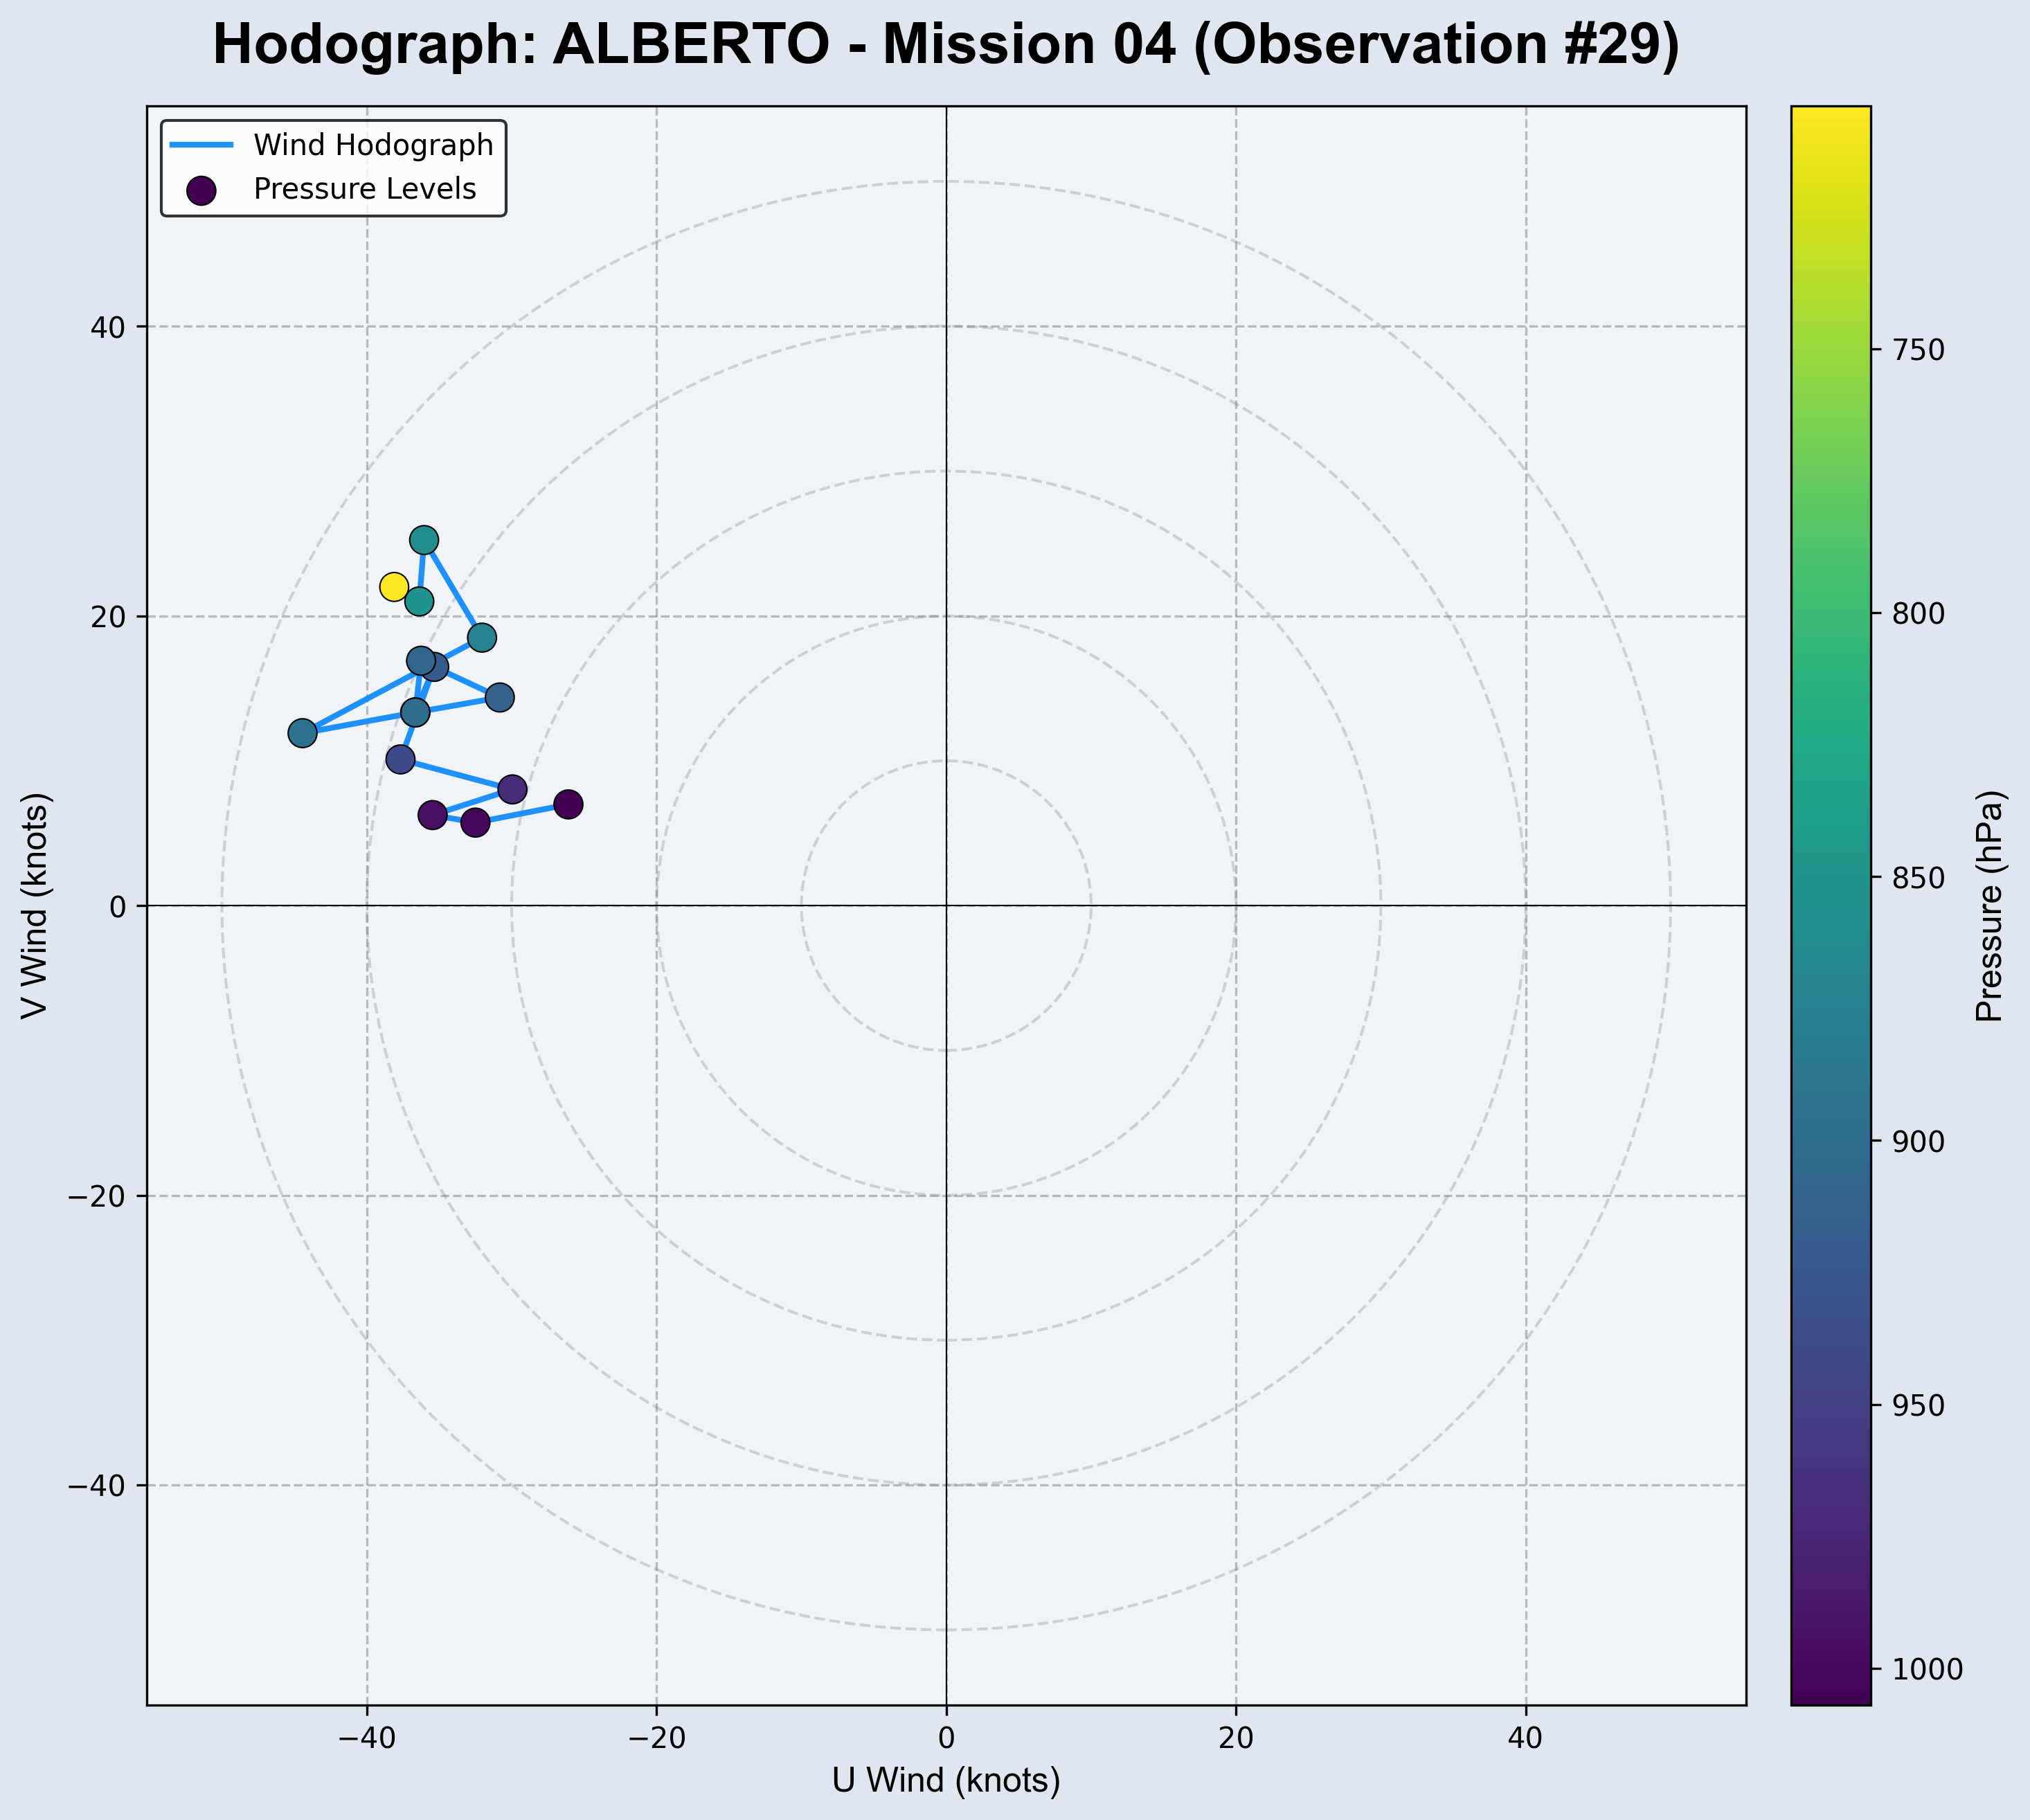 Hodograph: ALBERTO - Mission 04 (Observation #29)
Wind Hodograph
Pressure Levels
40
20
0
−20
−40
V Wind (knots)
−40
−20
0
20
40
U Wind (knots)
750
800
850
900
950
1000
Pressure (hPa)